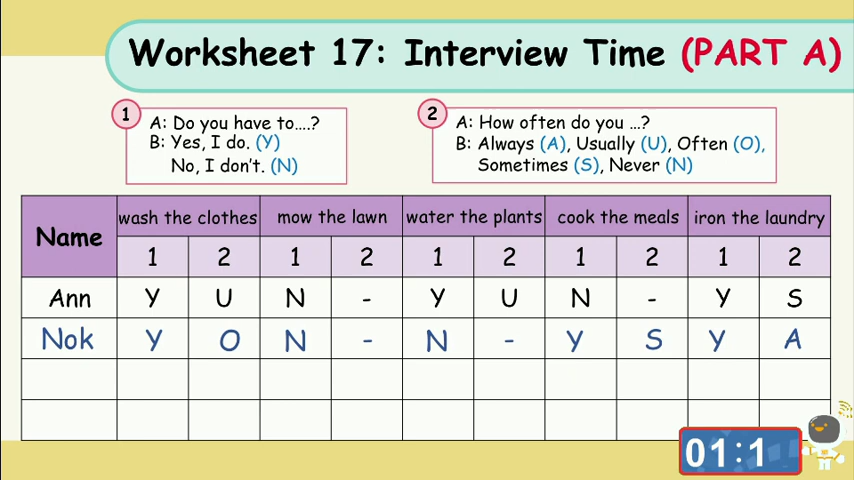 Worksheet 17: Interview Time (PART A)
1
A: Do you have to....?
B: Yes, I do. (Y)
No, I don't. (N)
2
A: How often do you ...?
B: Always (A), Usually (U), Often (O),
Sometimes (S), Never (N)
Name wash the clothes mow the lawn water the plants cook the meals iron the laundry
1 2 1 2 1 2 1 2 1 2
Ann Y U N - Y U N - Y S
Nok Y O N - N - Y S Y A
01:1